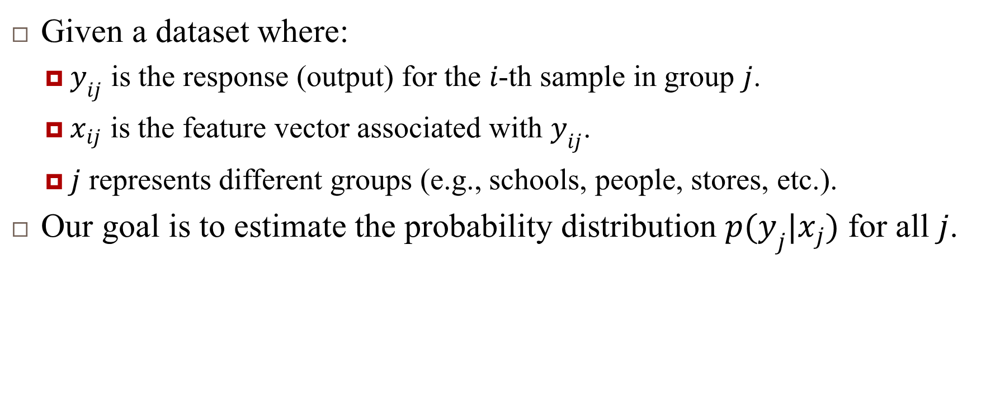 Given a dataset where:
y_{ij} is the response (output) for the i-th sample in group j.
x_{ij} is the feature vector associated with y_{ij}.
j represents different groups (e.g., schools, people, stores, etc.).
Our goal is to estimate the probability distribution p(y_j|x_j) for all j.